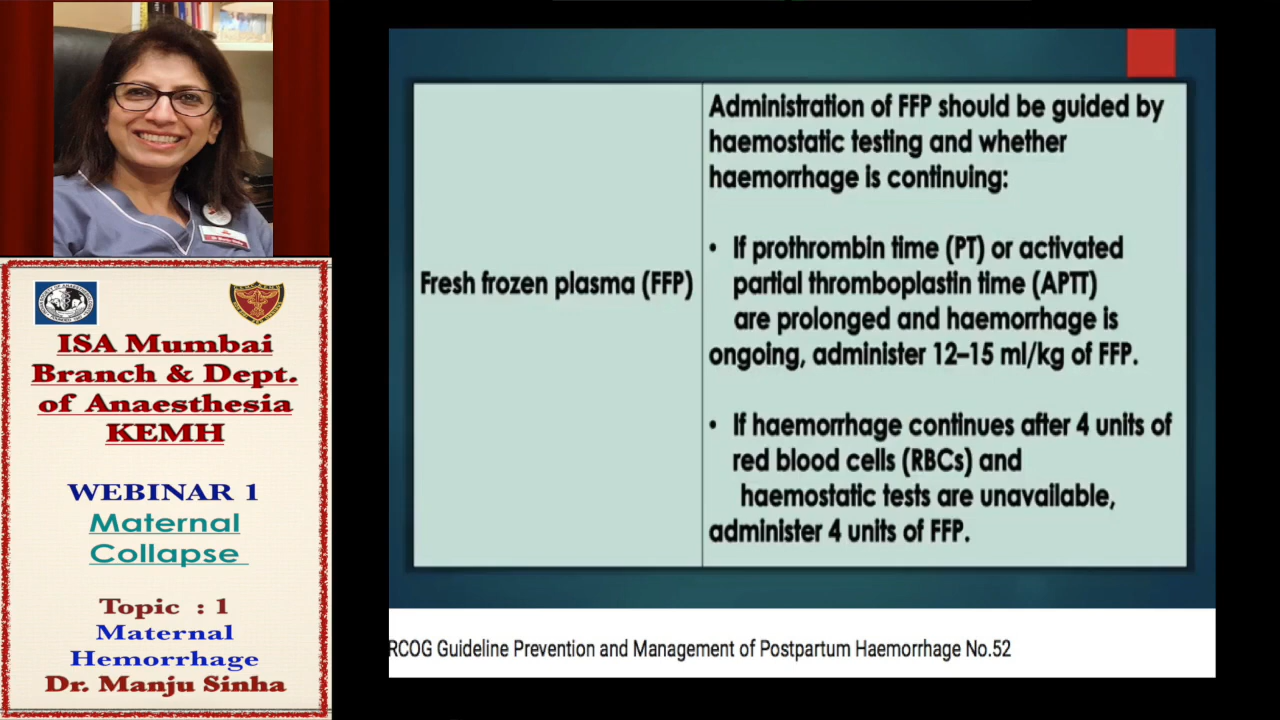 ISA Mumbai
Branch & Dept.
of Anaesthesia
KEMH
WEBINAR 1
Maternal
Collapse
Topic : 1
Maternal
Hemorrhage
Dr. Manju Sinha
Fresh frozen plasma (FFP)
Administration of FFP should be guided by
haemostatic testing and whether
haemorrhage is continuing:
• If prothrombin time (PT) or activated
partial thromboplastin time (APTT)
are prolonged and haemorrhage is
ongoing, administer 12–15 ml/kg of FFP.
• If haemorrhage continues after 4 units of
red blood cells (RBCs) and
haemostatic tests are unavailable,
administer 4 units of FFP.
RCOG Guideline Prevention and Management of Postpartum Haemorrhage No.52